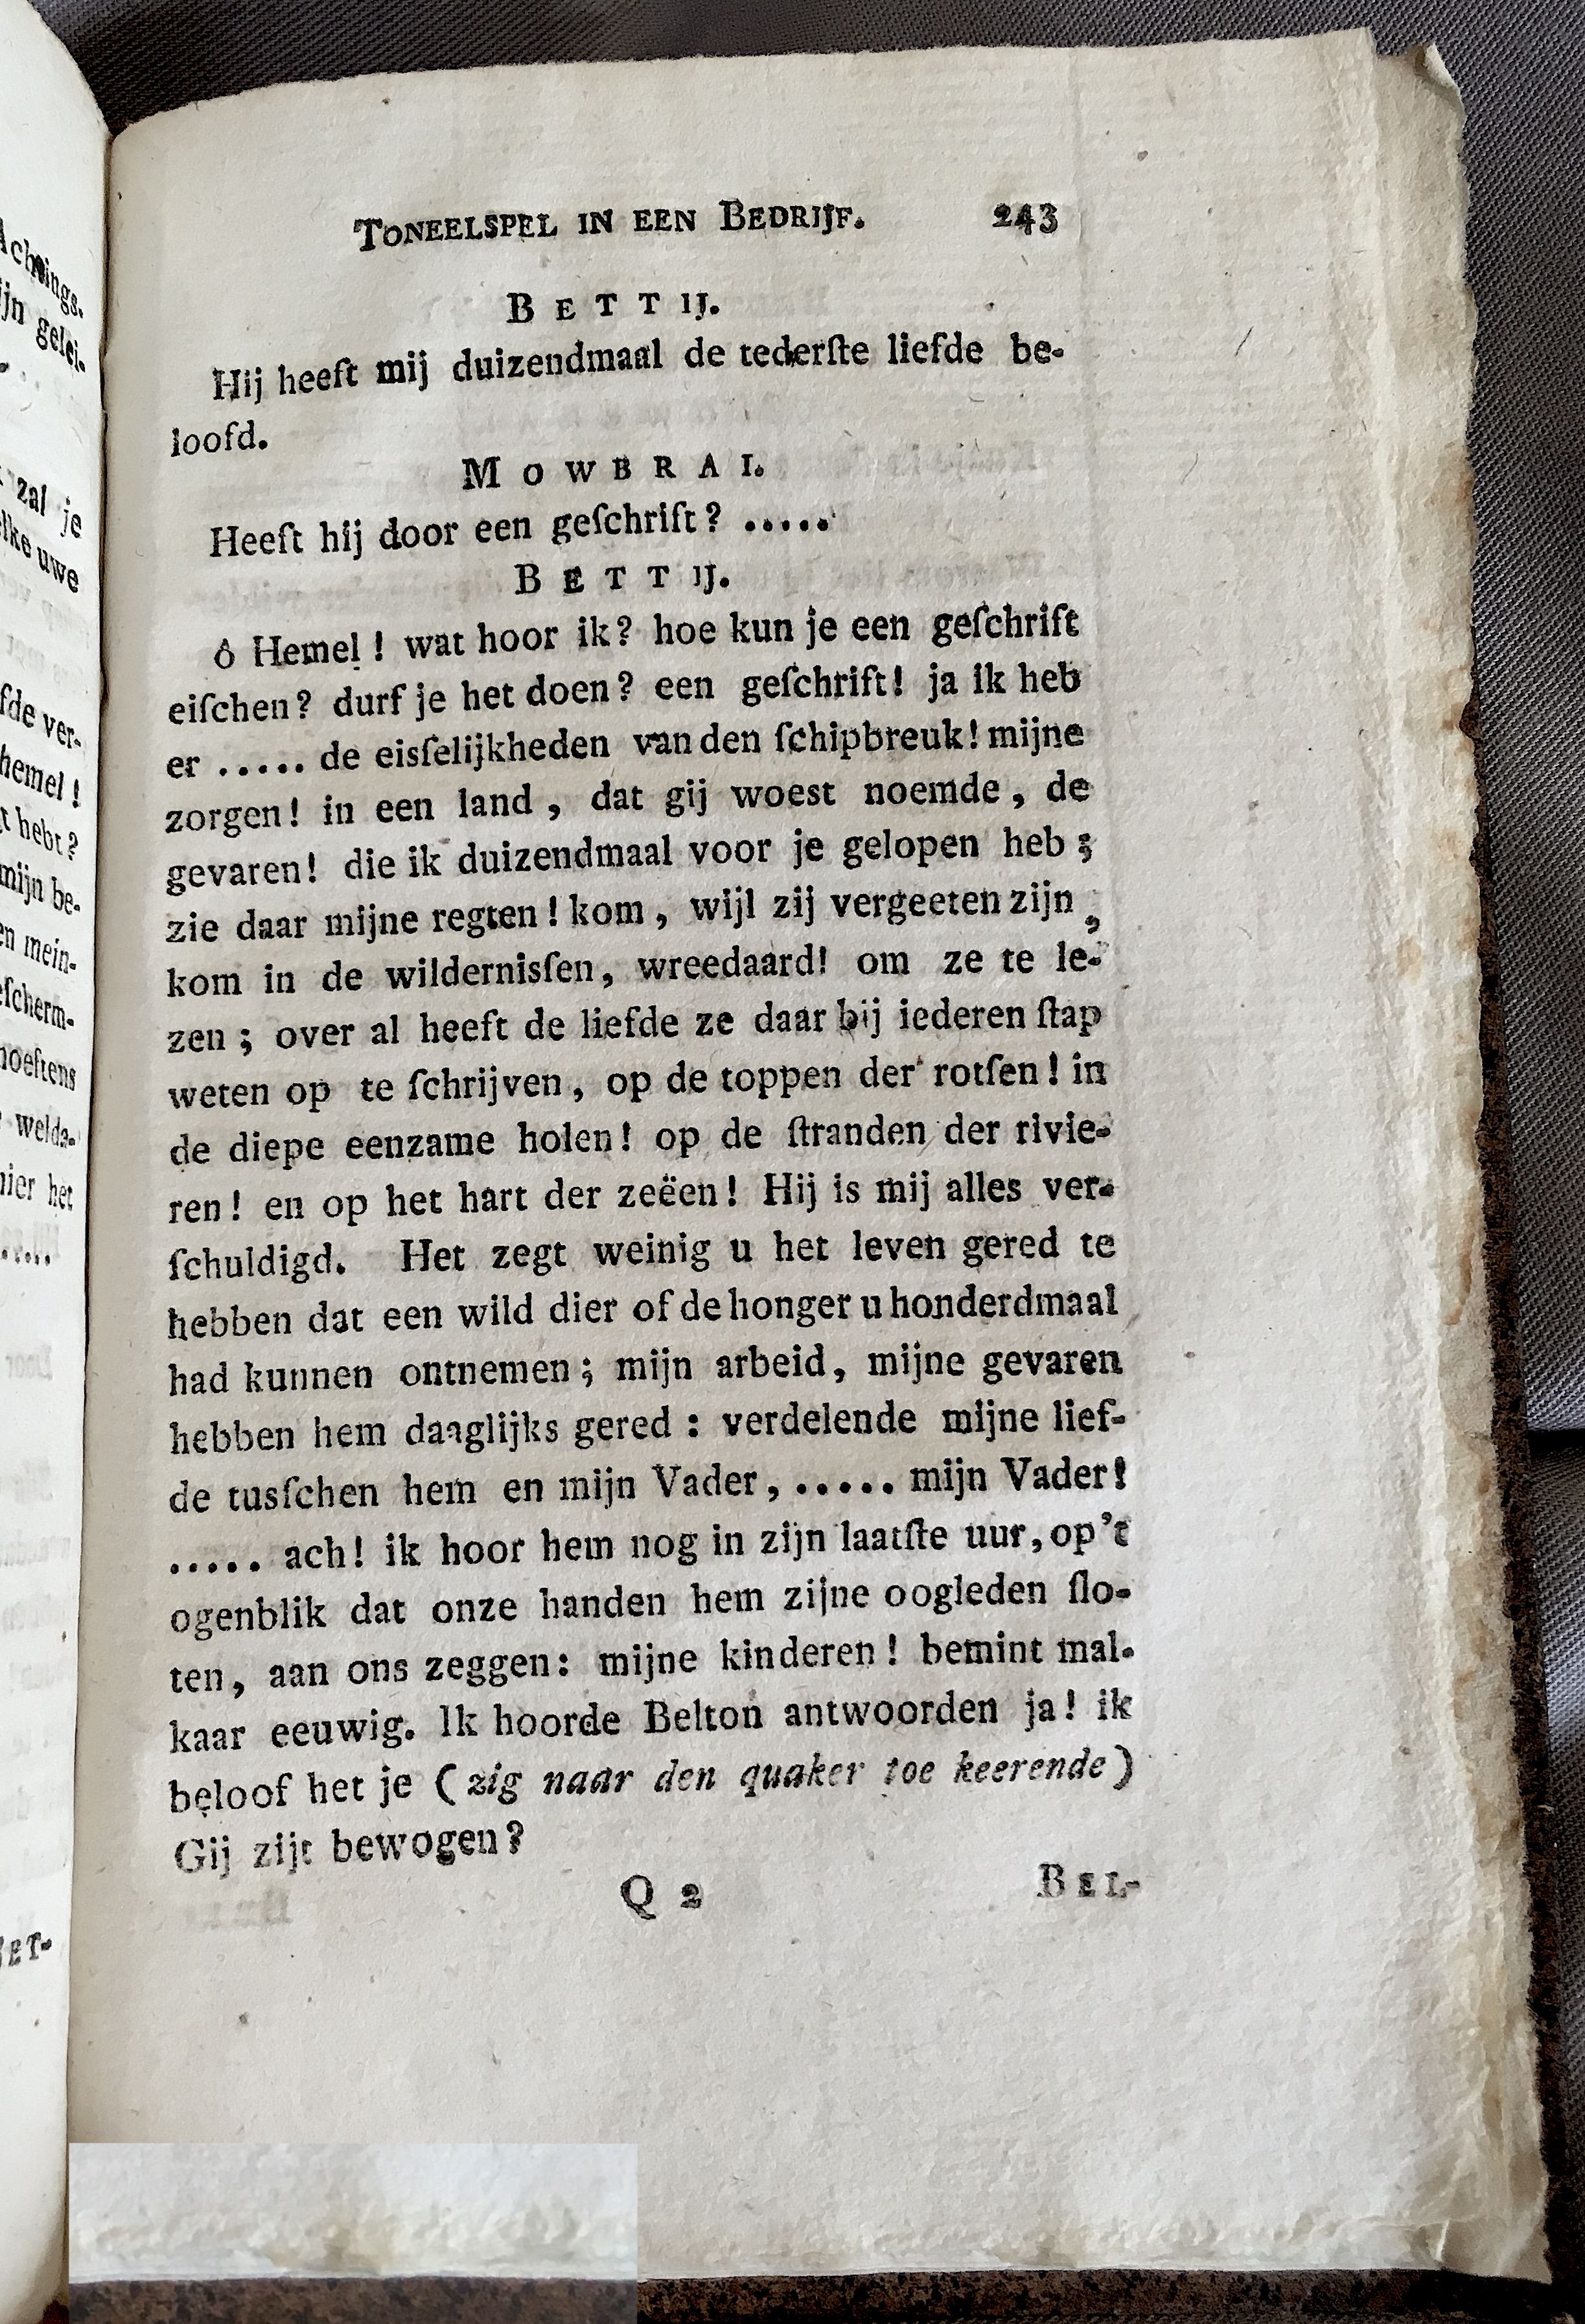 TONEELSPEL IN EEN BEDRIJF. 243
BETTIJ.
Hij heeft mij duizendmaal de tederſte liefde be-
loofd.
MOWBRAI.
Heeft hij door een geſchrift? .....
BETTIJ.
ô Hemel! wat hoor ik? hoe kun je een geſchrift
eiſchen? durf je het doen? een geſchrift! ja ik heb
er ..... de eisſelijkheden van den ſchipbreuk! mijne
zorgen! in een land, dat gij woest noemde, de
gevaren! die ik duizendmaal voor je gelopen heb;
zie daar mijne regten! kom, wijl zij vergeeten zijn,
kom in de wildernisſen, wreedaard! om ze te le-
zen; over al heeft de liefde ze daar bij iederen ſtap
weten op te ſchrijven, op de toppen der rotſen! in
de diepe eenzame holen! op de ſtranden der rivie-
ren! en op het hart der zeëen! Hij is mij alles ver-
ſchuldigd. Het zegt weinig u het leven gered te
hebben dat een wild dier of de honger u honderdmaal
had kunnen ontnemen; mijn arbeid, mijne gevaren
hebben hem daaglijks gered: verdelende mijne lief-
de tusſchen hem en mijn Vader, ..... mijn Vader!
..... ach! ik hoor hem nog in zijn laatſte uur, op't
ogenblik dat onze handen hem zijne oogleden ſlo-
ten, aan ons zeggen: mijne kinderen! bemint mal-
kaar eeuwig. Ik hoorde Belton antwoorden ja! ik
beloof het je (zig naar den quaker toe keerende)
Gij zijt bewogen?
Q 2 BEL-